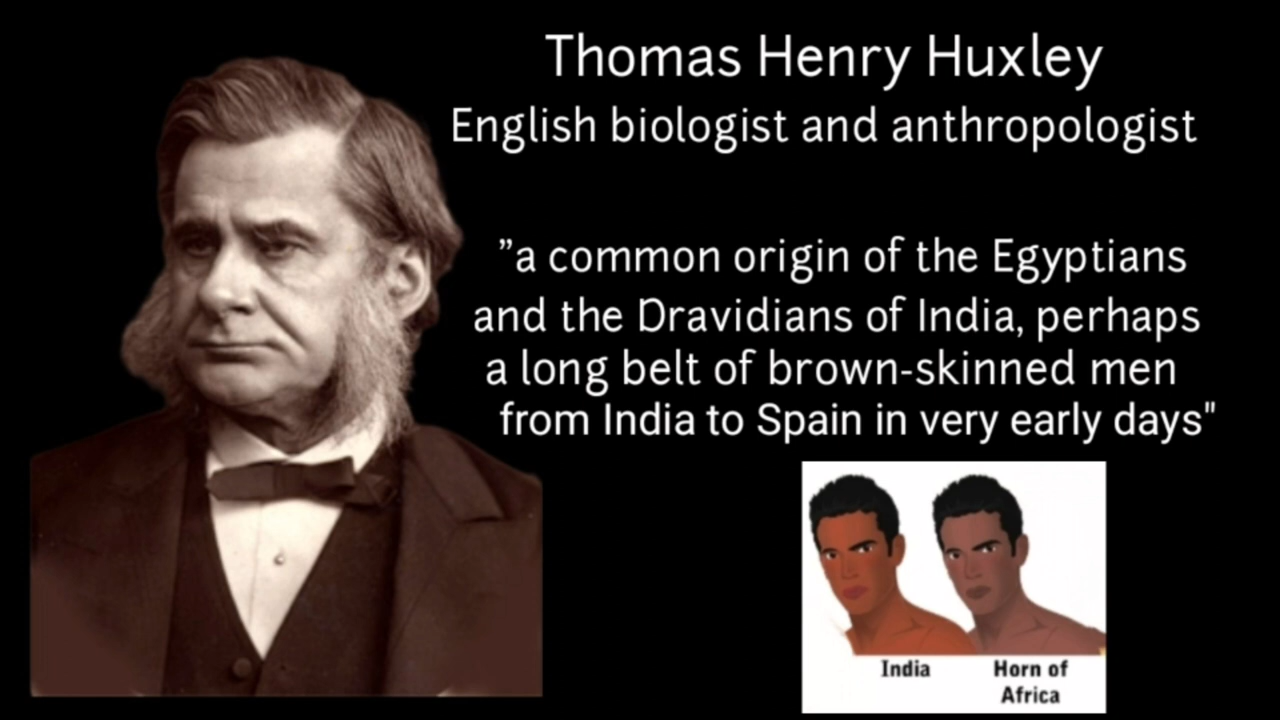 Thomas Henry Huxley
English biologist and anthropologist
”a common origin of the Egyptians
and the Dravidians of India, perhaps
a long belt of brown-skinned men
from India to Spain in very early days"
India
Horn of
Africa